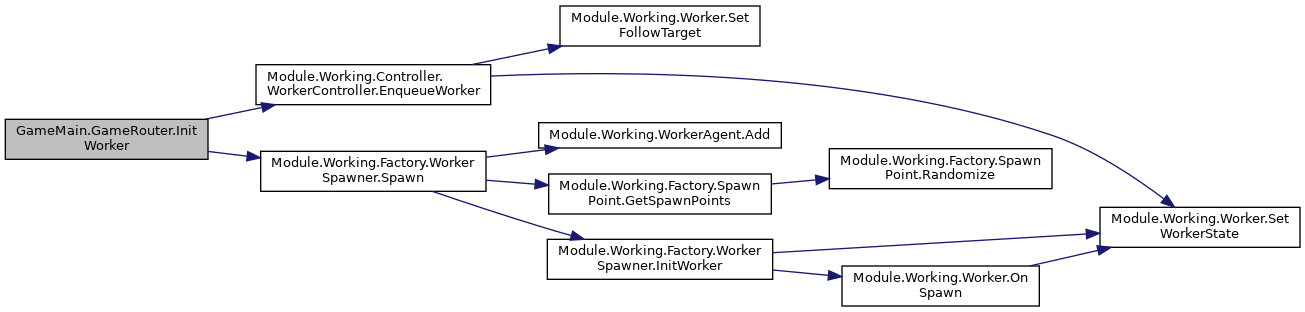 Module.Working.Worker.Set
FollowTarget
Module.Working.Controller.
WorkerController.EnqueueWorker
GameMain.GameRouter.Init
Worker
Module.Working.WorkerAgent.Add
Module.Working.Factory.Worker
Spawner.Spawn
Module.Working.Factory.Spawn
Point.Randomize
Module.Working.Factory.Spawn
Point.GetSpawnPoints
Module.Working.Worker.Set
WorkerState
Module.Working.Factory.Worker
Spawner.InitWorker
Module.Working.Worker.On
Spawn